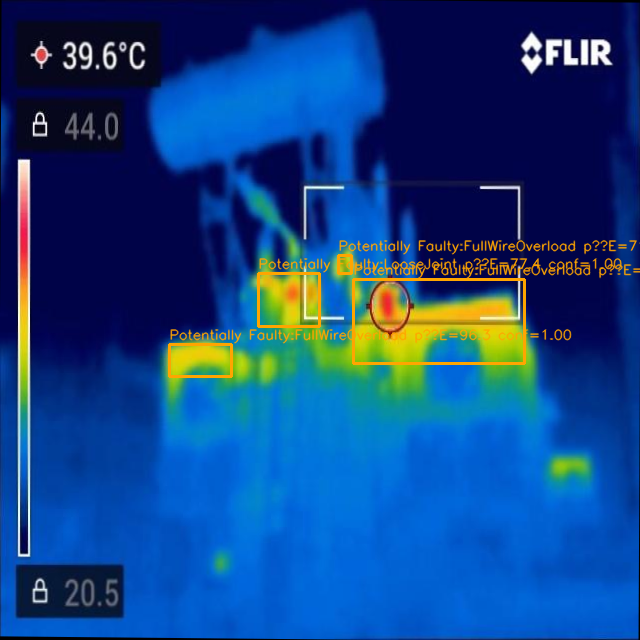 39.6°C
FLIR
44.0
Potentially Faulty:FullWireOverload p??E=7
Potentially Faulty:LooseJoint p??E=77.4 conf=1.00
Potentially Faulty:FullWireOverload p??E=
Potentially Faulty:FullWireOverload p??E=96.3 conf=1.00
20.5